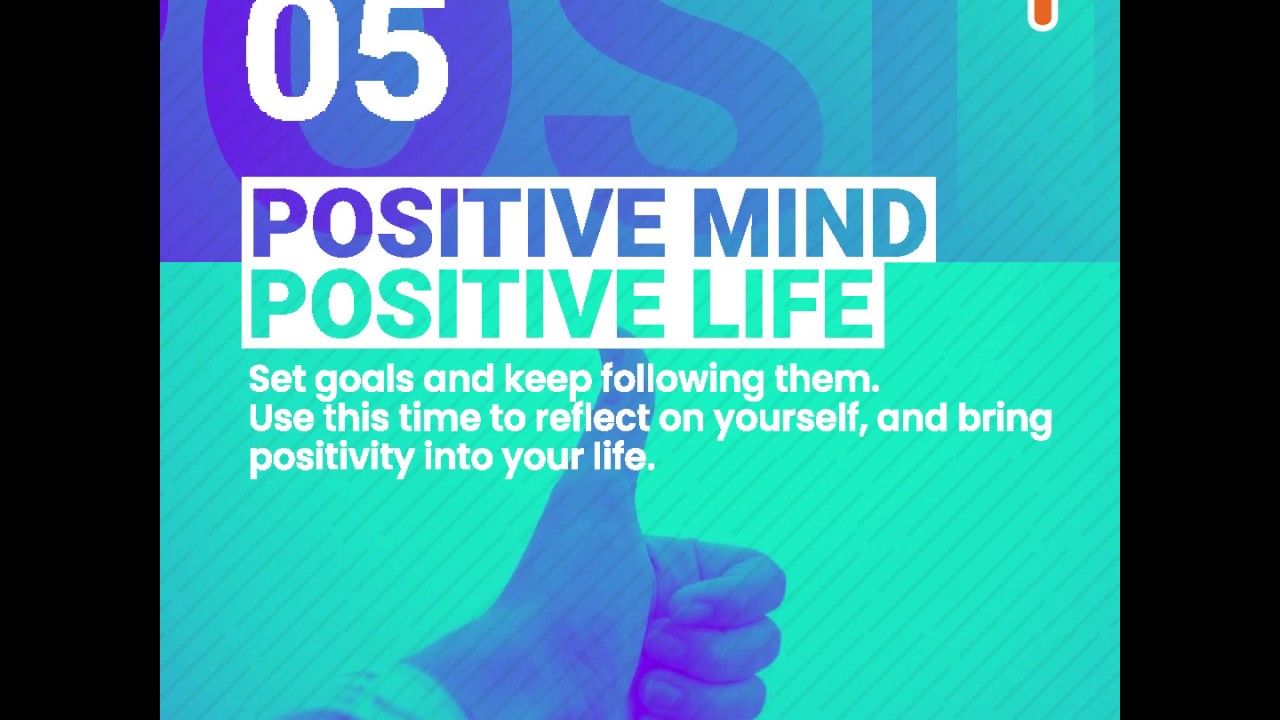 05
POSITIVE MIND
POSITIVE LIFE
Set goals and keep following them.
Use this time to reflect on yourself, and bring
positivity into your life.